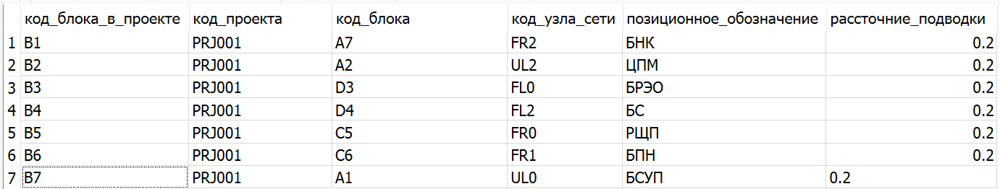 код_блока_в_проекте код_проекта код_блока код_узла_сети позиционное_обозначение рассточние_подводки
1 B1 PRJ001 A7 FR2 БНК 0.2
2 B2 PRJ001 A2 UL2 ЦПМ 0.2
3 B3 PRJ001 D3 FL0 БРЭО 0.2
4 B4 PRJ001 D4 FL2 БС 0.2
5 B5 PRJ001 C5 FR0 РЩП 0.2
6 B6 PRJ001 C6 FR1 БПН 0.2
7 B7 PRJ001 A1 UL0 БСУП 0.2